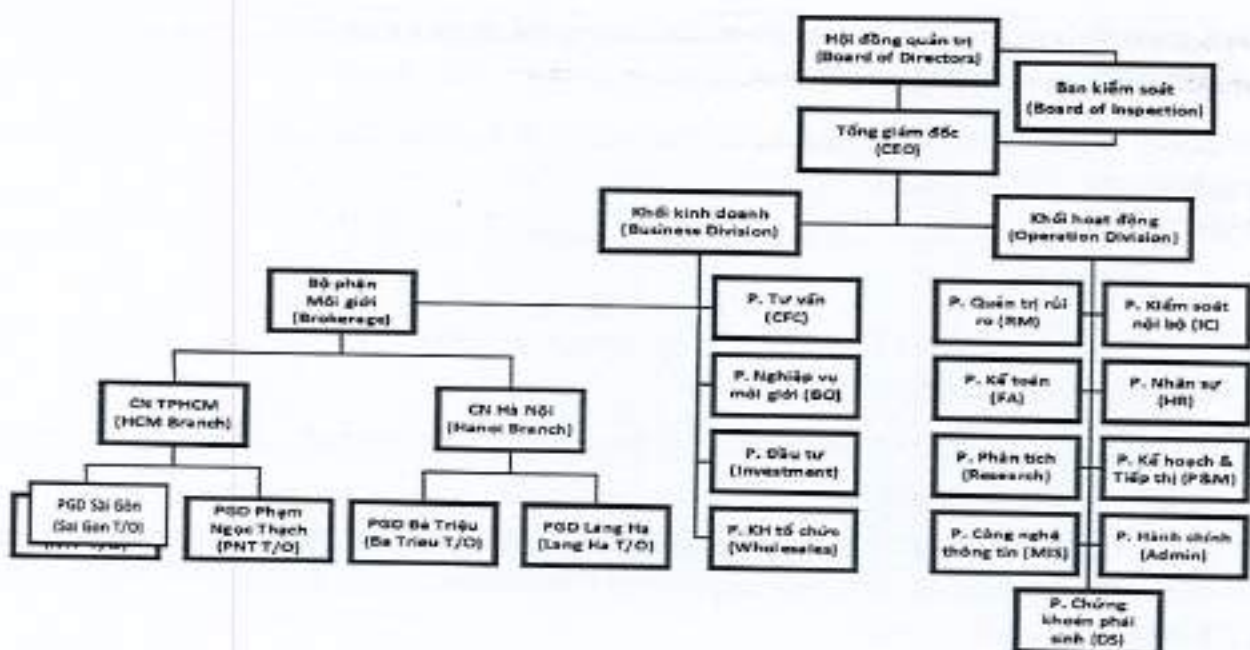 Hội đồng quản trị
(Board of Directors)
Ban kiểm soát
(Board of Inspection)
Tổng giám đốc
(CEO)
Khối kinh doanh
(Business Division)
Khối hoạt động
(Operation Division)
Bộ phận
Môi giới
(Brokerage)
P. Tư vấn
(CFC)
P. Quản trị rủi
ro (RM)
P. Kiểm soát
nội bộ (IC)
CN TPHCM
(HCM Branch)
CN Hà Nội
(Hanoi Branch)
P. Nghiệp vụ
môi giới (BO)
P. Kế toán
(FA)
P. Nhân sự
(HR)
P. Đầu tư
(Investment)
P. Phân tích
(Research)
P. Kế hoạch &
Tiếp thị (P&M)
PGD Sài Gòn
(Sai Gon T/O)
PGD Phạm
Ngọc Thạch
(PNT T/O)
PGD Bà Triệu
(Ba Trieu T/O)
PGD Lang Ha
(Lang Ha T/O)
P. KH tổ chức
(Wholesales)
P. Công nghệ
thông tin (MIS)
P. Hành chính
(Admin)
P. Chứng
khoán phái
sinh (DS)